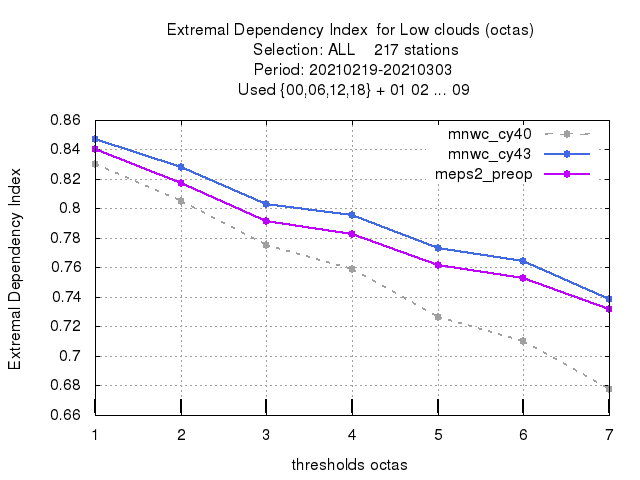 Extremal Dependency Index for Low clouds (octas)
Selection: ALL 217 stations
Period: 20210219-20210303
Used {00,06,12,18} + 01 02 ... 09
0.86
0.84
0.82
0.8
0.78
0.76
0.74
0.72
0.7
0.68
0.66
Extremal Dependency Index
mnwc_cy40
mnwc_cy43
meps2_preop
1 2 3 4 5 6 7
thresholds octas